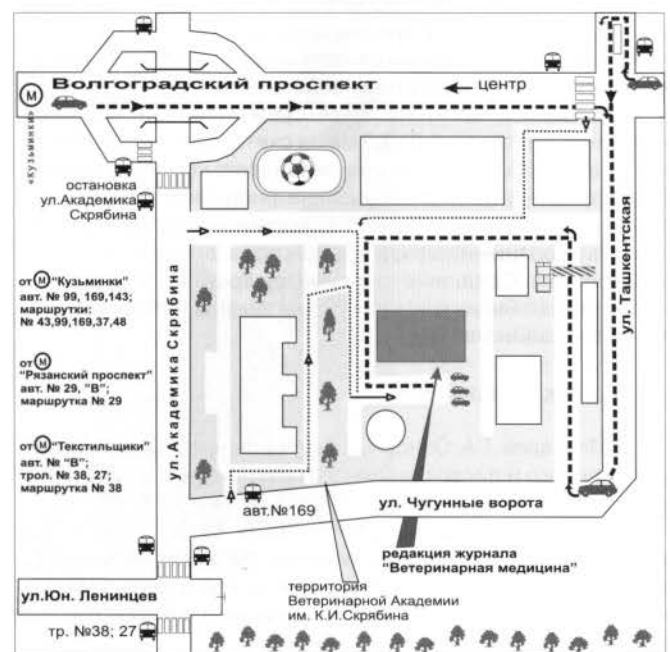 Волгоградский проспект
центр
М
«Кузьминки»
остановка
ул.Академика
Скрябина
от М "Кузьминки"
авт. № 99, 169,143;
маршрутки:
№ 43,99,169,37,48
от М
"Рязанский проспект"
авт. № 29, "В";
маршрутка № 29
от М "Текстильщики"
авт. № "В";
трол. № 38, 27;
маршрутка № 38
ул.Академика Скрябина
ул. Ташкентская
авт.№169
ул. Чугунные ворота
редакция журнала
"Ветеринарная медицина"
территория
Ветеринарной Академии
им. К.И.Скрябина
ул.Юн. Ленинцев
тр. №38; 27